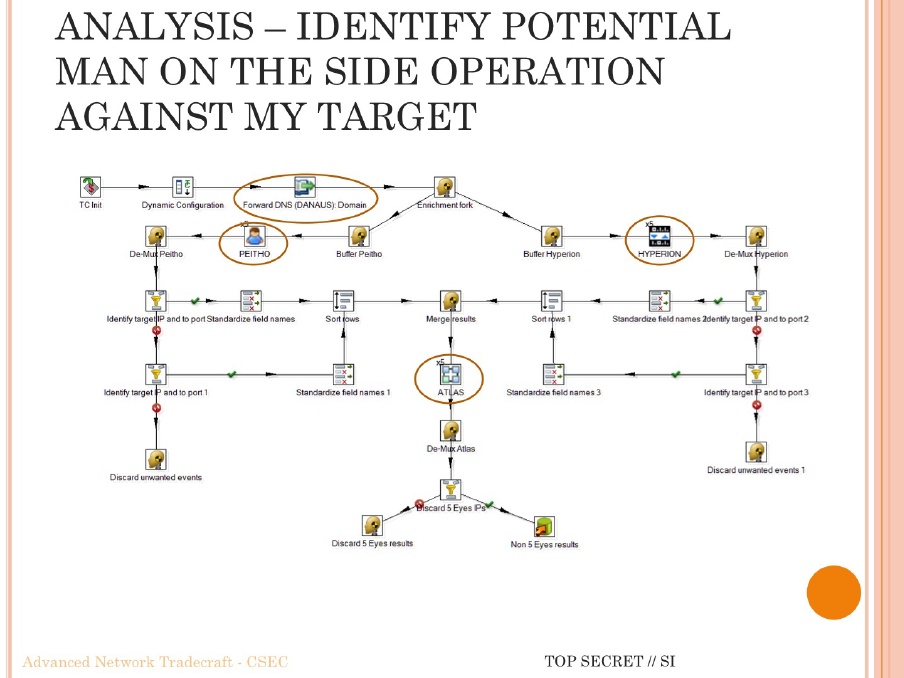 ANALYSIS – IDENTIFY POTENTIAL
MAN ON THE SIDE OPERATION
AGAINST MY TARGET
TC Init
Dynamic Configuration
Forward DNS (DANAUS): Domain
Enrichment fork
x5
x5
De-Mux Peitho
PEITHO
Buffer Peitho
Buffer Hyperion
HYPERION
De-Mux Hyperion
Identify target IP and to port
Standardize field names
Sort rows
Merge results
Sort rows 1
Standardize field names 2
Identify target IP and to port 2
x5
Identify target IP and to port 1
Standardize field names 1
ATLAS
Standardize field names 3
Identify target IP and to port 3
De-Mux Atlas
Discard unwanted events
Discard unwanted events 1
Discard 5 Eyes IPs
Discard 5 Eyes results
Non 5 Eyes results
Advanced Network Tradecraft - CSEC
TOP SECRET // SI